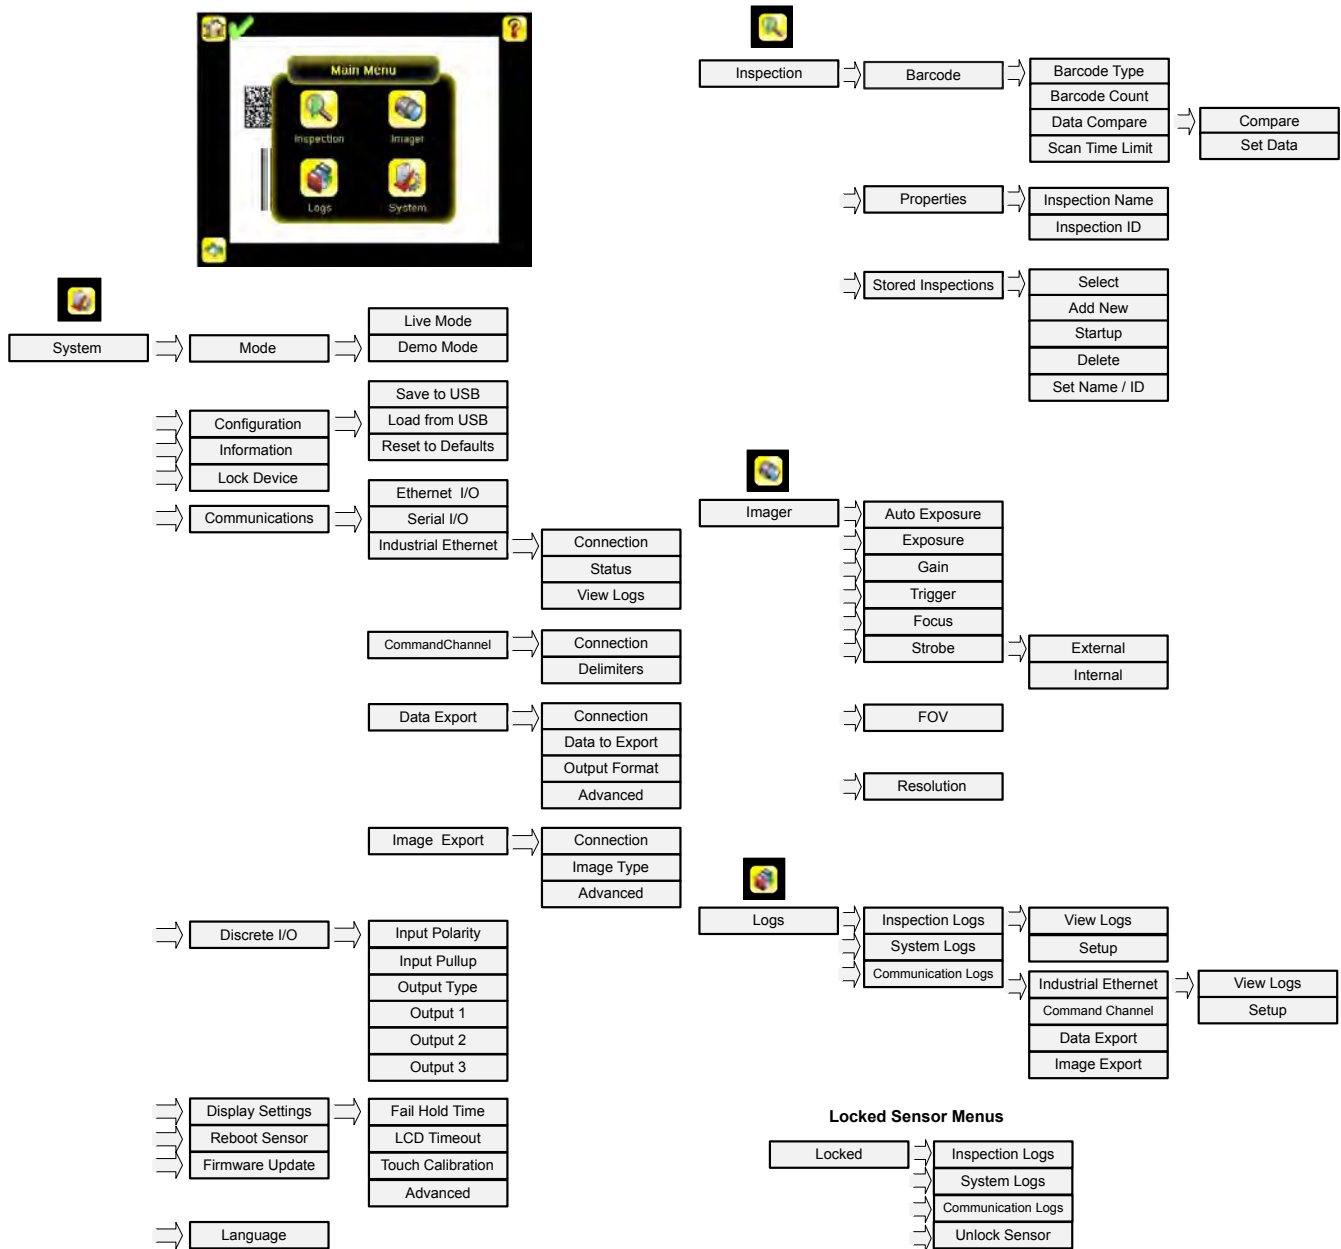 Main Menu
Inspection
Imager
Logs
System
System
Mode
Live Mode
Demo Mode
Configuration
Information
Lock Device
Save to USB
Load from USB
Reset to Defaults
Communications
Ethernet I/O
Serial I/O
Industrial Ethernet
Connection
Status
View Logs
CommandChannel
Connection
Delimiters
Data Export
Connection
Data to Export
Output Format
Advanced
Image Export
Connection
Image Type
Advanced
Discrete I/O
Input Polarity
Input Pullup
Output Type
Output 1
Output 2
Output 3
Display Settings
Reboot Sensor
Firmware Update
Fail Hold Time
LCD Timeout
Touch Calibration
Advanced
Language
Inspection
Barcode
Barcode Type
Barcode Count
Data Compare
Scan Time Limit
Compare
Set Data
Properties
Inspection Name
Inspection ID
Stored Inspections
Select
Add New
Startup
Delete
Set Name / ID
Imager
Auto Exposure
Exposure
Gain
Trigger
Focus
Strobe
External
Internal
FOV
Resolution
Logs
Inspection Logs
System Logs
Communication Logs
View Logs
Setup
Industrial Ethernet
Command Channel
Data Export
Image Export
View Logs
Setup
Locked Sensor Menus
Locked
Inspection Logs
System Logs
Communication Logs
Unlock Sensor